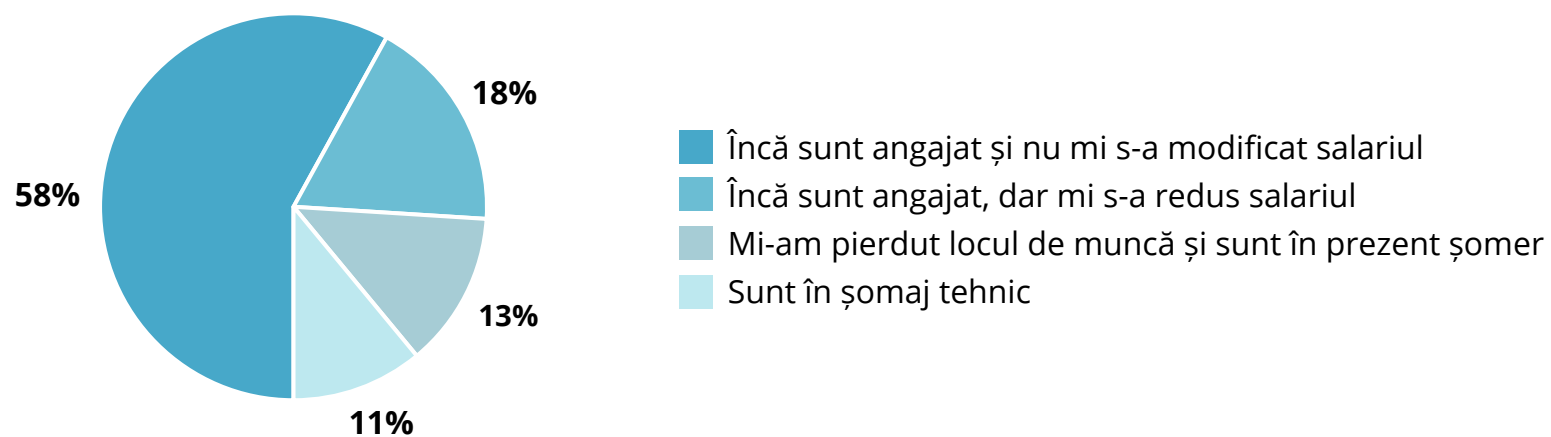 18%
58%
13%
11%
Încă sunt angajat și nu mi s-a modificat salariul
Încă sunt angajat, dar mi s-a redus salariul
Mi-am pierdut locul de muncă și sunt în prezent șomer
Sunt în șomaj tehnic